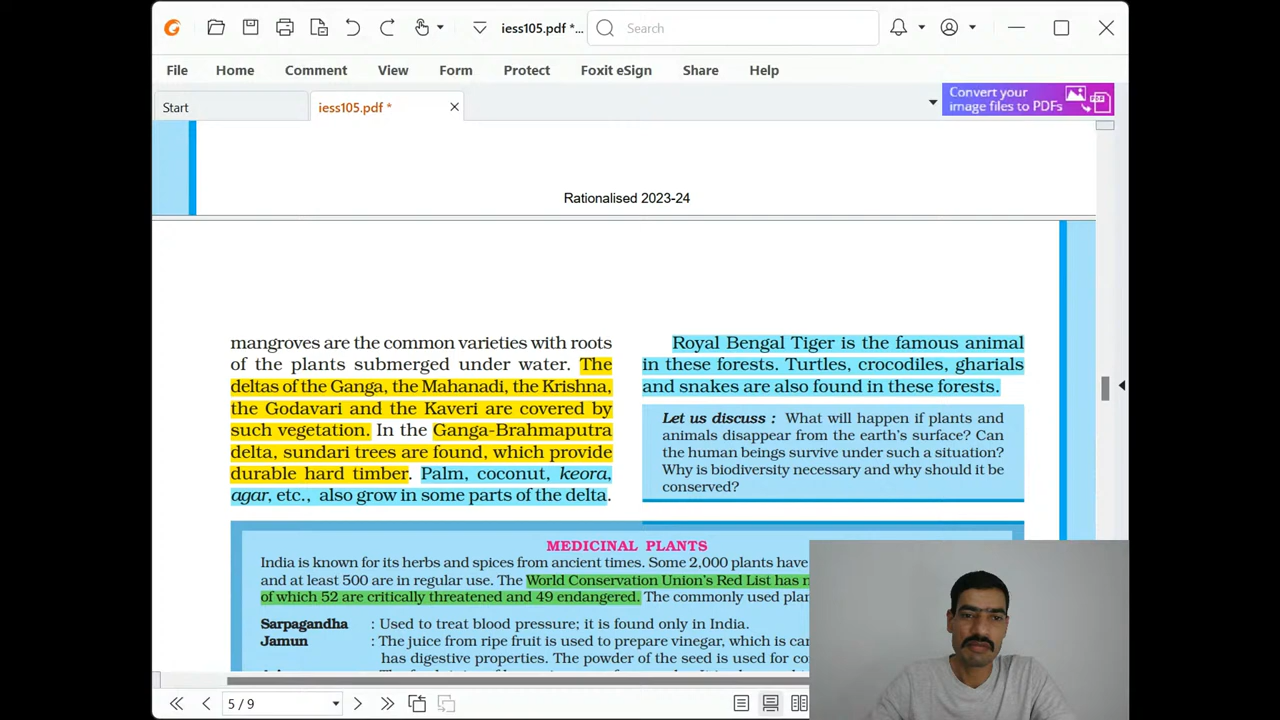 iess105.pdf *...
Search
File Home Comment View Form Protect Foxit eSign Share Help
Start
iess105.pdf *
Convert your
image files to PDFs
Rationalised 2023-24
mangroves are the common varieties with roots
of the plants submerged under water. The
deltas of the Ganga, the Mahanadi, the Krishna,
the Godavari and the Kaveri are covered by
such vegetation. In the Ganga-Brahmaputra
delta, sundari trees are found, which provide
durable hard timber. Palm, coconut, keora,
agar, etc., also grow in some parts of the delta.
Royal Bengal Tiger is the famous animal
in these forests. Turtles, crocodiles, gharials
and snakes are also found in these forests.
Let us discuss : What will happen if plants and
animals disappear from the earth's surface? Can
the human beings survive under such a situation?
Why is biodiversity necessary and why should it be
conserved?
MEDICINAL PLANTS
India is known for its herbs and spices from ancient times. Some 2,000 plants have
and at least 500 are in regular use. The World Conservation Union's Red List has
of which 52 are critically threatened and 49 endangered. The commonly used
Sarpagandha : Used to treat blood pressure; it is found only in India.
Jamun : The juice from ripe fruit is used to prepare vinegar, which is
has digestive properties. The powder of the seed is used for
5 / 9